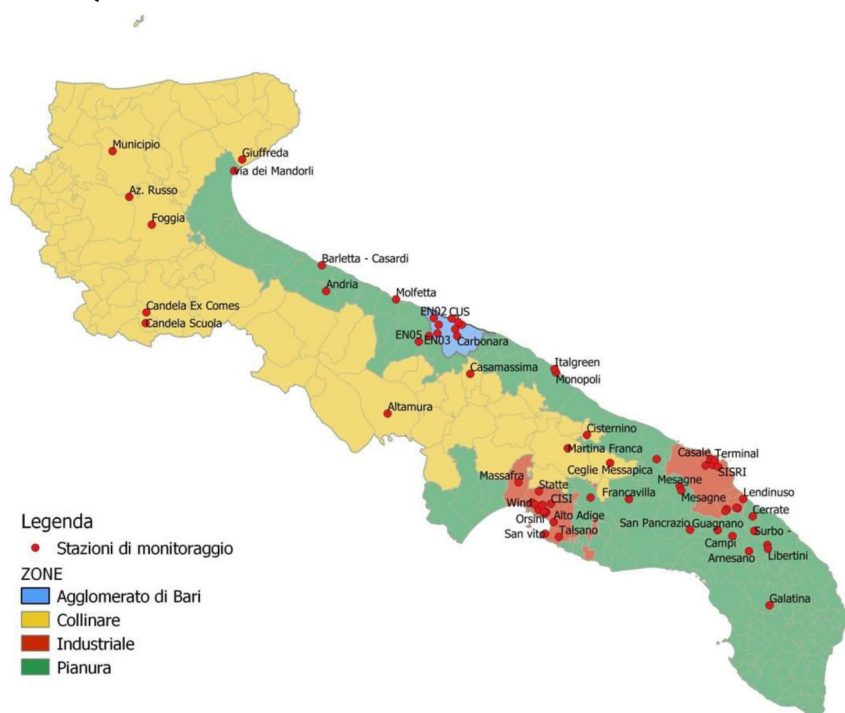 Municipio
Giuffreda
via dei Mandorli
Az. Russo
Foggia
Barletta - Casardi
Andria
Molfetta
Candela Ex Comes
Candela Scuola
EN02 CUS
EN05 EN03 Carbonara
Casamassima
Italgreen
Monopoli
Altamura
Cisternino
Martina Franca
Casale Terminal
Ceglie Messapica
SISRI
Massafra
Statte
Mesagne
Mesagne
Lendinuso
Francavilla
Wind CISI
Cerrate
Orsini Alto Adige
San Pancrazio Guagnano
Surbo -
San vito Talsano
Campi
Arnesano Libertini
Galatina
Legenda
Stazioni di monitoraggio
ZONE
Agglomerato di Bari
Collinare
Industriale
Pianura